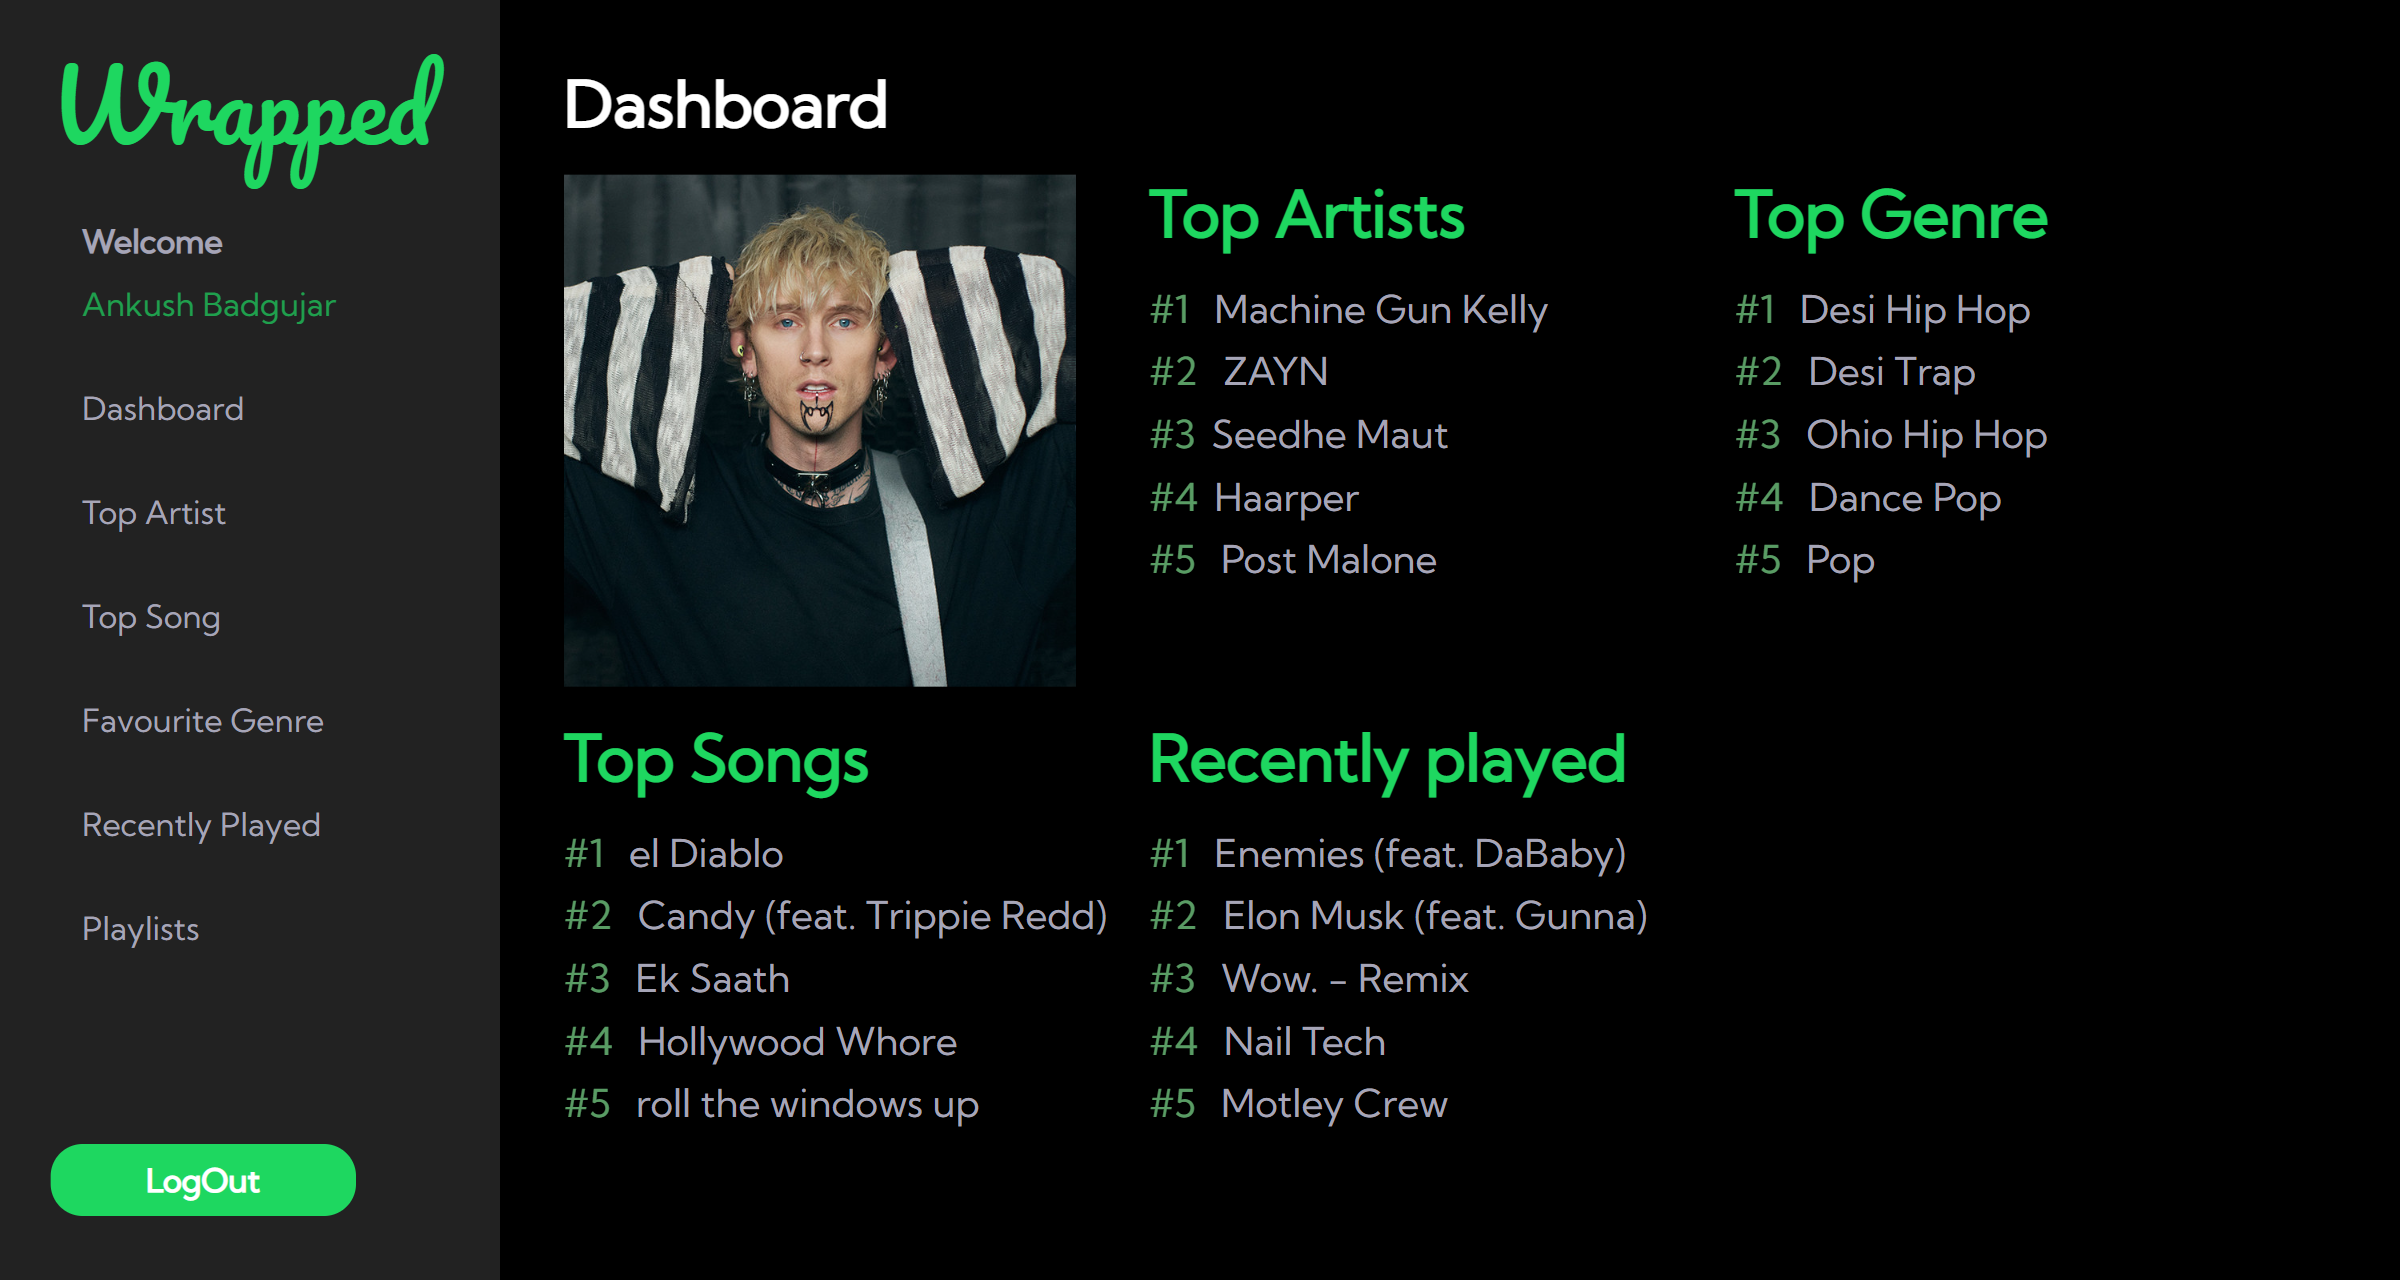 Wrapped
Welcome
Ankush Badgujar
Dashboard
Top Artist
Top Song
Favourite Genre
Recently Played
Playlists
LogOut
Dashboard
Top Artists
#1 Machine Gun Kelly
#2 ZAYN
#3 Seedhe Maut
#4 Haarper
#5 Post Malone
Top Genre
#1 Desi Hip Hop
#2 Desi Trap
#3 Ohio Hip Hop
#4 Dance Pop
#5 Pop
Top Songs
#1 el Diablo
#2 Candy (feat. Trippie Redd)
#3 Ek Saath
#4 Hollywood Whore
#5 roll the windows up
Recently played
#1 Enemies (feat. DaBaby)
#2 Elon Musk (feat. Gunna)
#3 Wow. - Remix
#4 Nail Tech
#5 Motley Crew